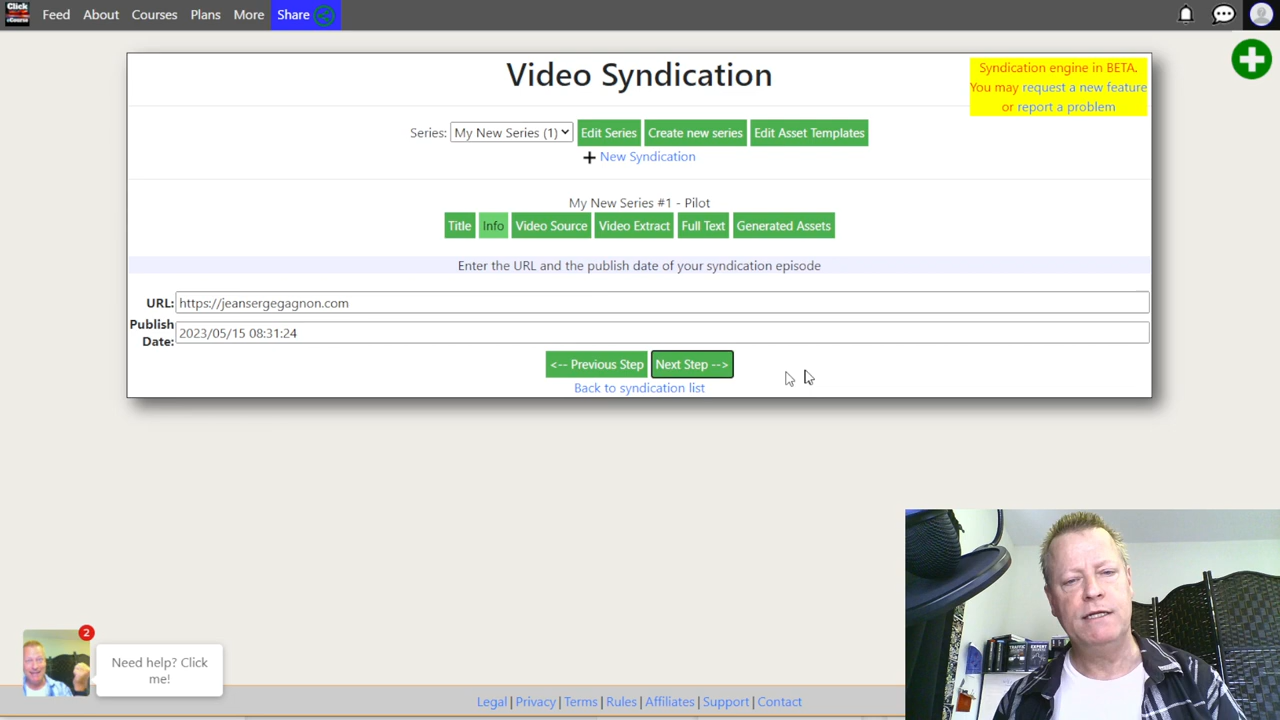 Click
eCourse
Feed
About
Courses
Plans
More
Share
Video Syndication
Syndication engine in BETA.
You may request a new feature
or report a problem
Series:
My New Series (1)
Edit Series
Create new series
Edit Asset Templates
New Syndication
My New Series #1 - Pilot
Title
Info
Video Source
Video Extract
Full Text
Generated Assets
Enter the URL and the publish date of your syndication episode
URL:
https://jeansergegagnon.com
Publish
Date:
2023/05/15 08:31:24
<-- Previous Step
Next Step -->
Back to syndication list
2
Need help? Click
me!
TRAFFIC
EXPERT
Legal | Privacy | Terms | Rules | Affiliates | Support | Contact